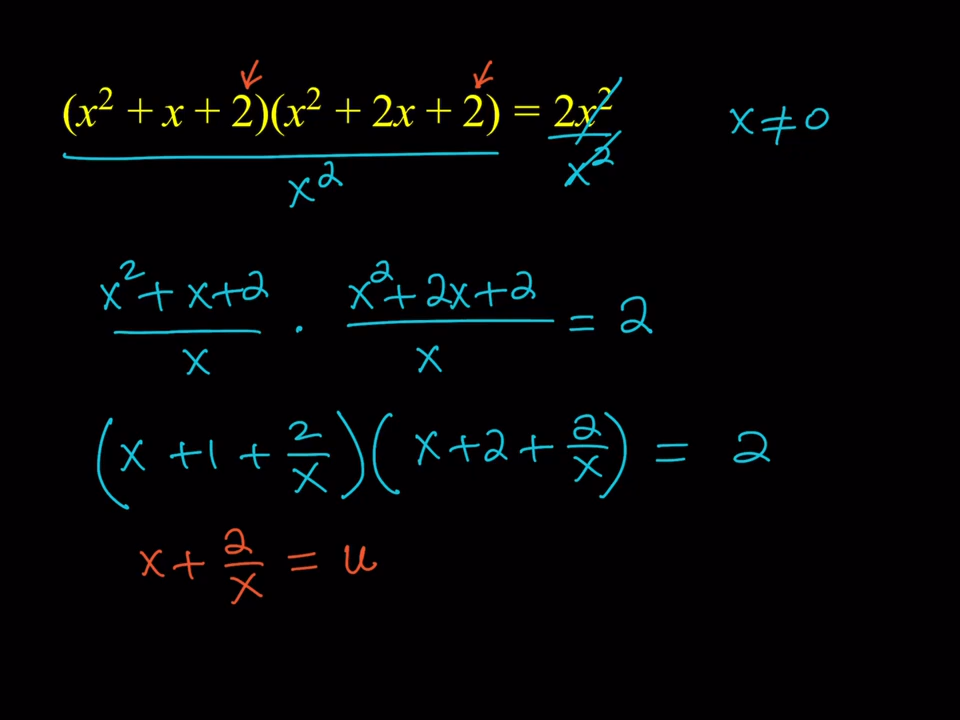 (x² + x + 2)(x² + 2x + 2) = 2x² x ≠ 0
x² x²
x² + x + 2 / x · x² + 2x + 2 / x = 2
(x + 1 + 2/x)(x + 2 + 2/x) = 2
x + 2/x = u